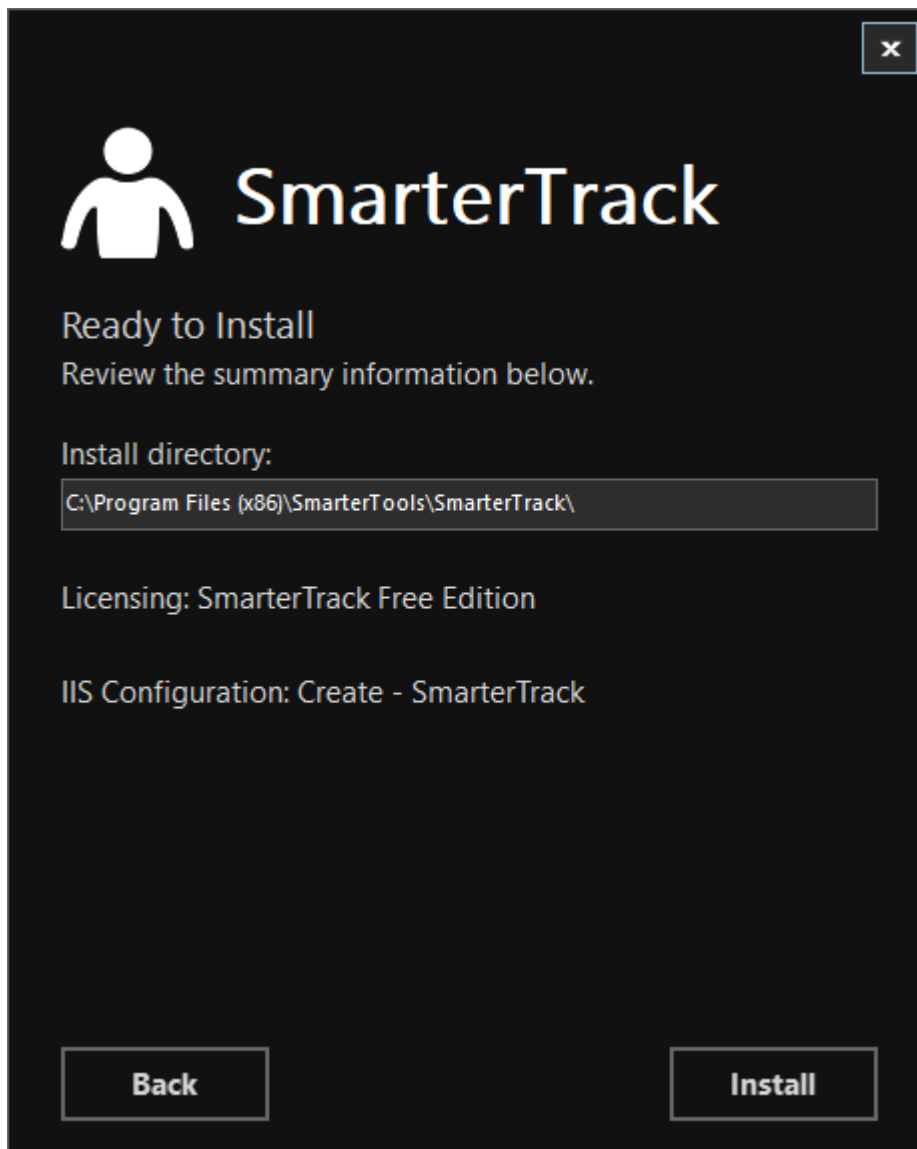 x
SmarterTrack
Ready to Install
Review the summary information below.
Install directory:
C:\Program Files (x86)\SmarterTools\SmarterTrack\
Licensing: SmarterTrack Free Edition
IIS Configuration: Create - SmarterTrack
Back
Install